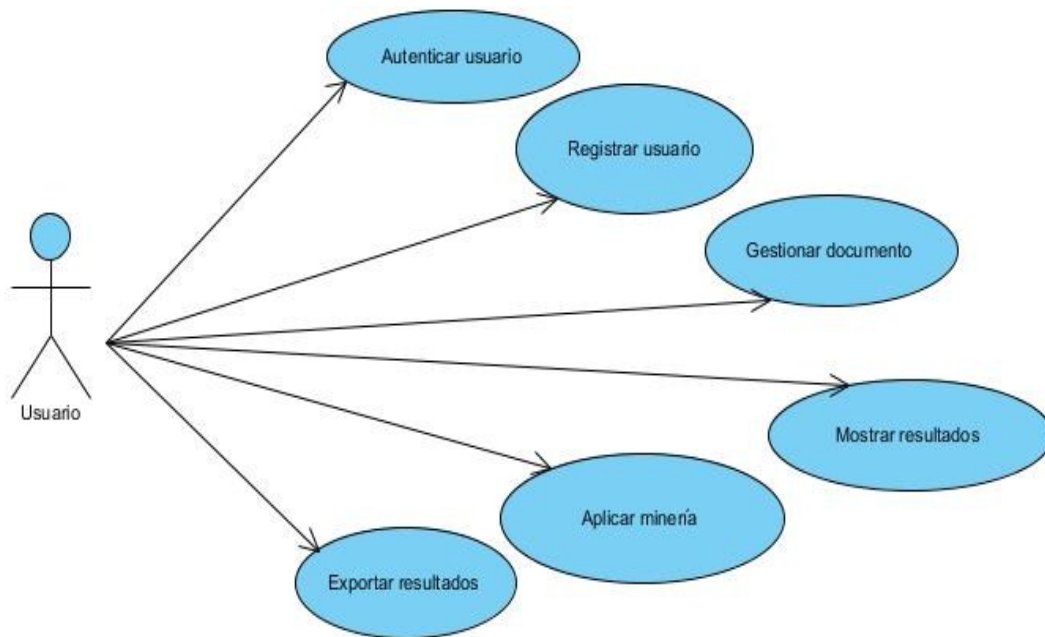 Autenticar usuario
Registrar usuario
Gestionar documento
Usuario
Mostrar resultados
Aplicar minería
Exportar resultados